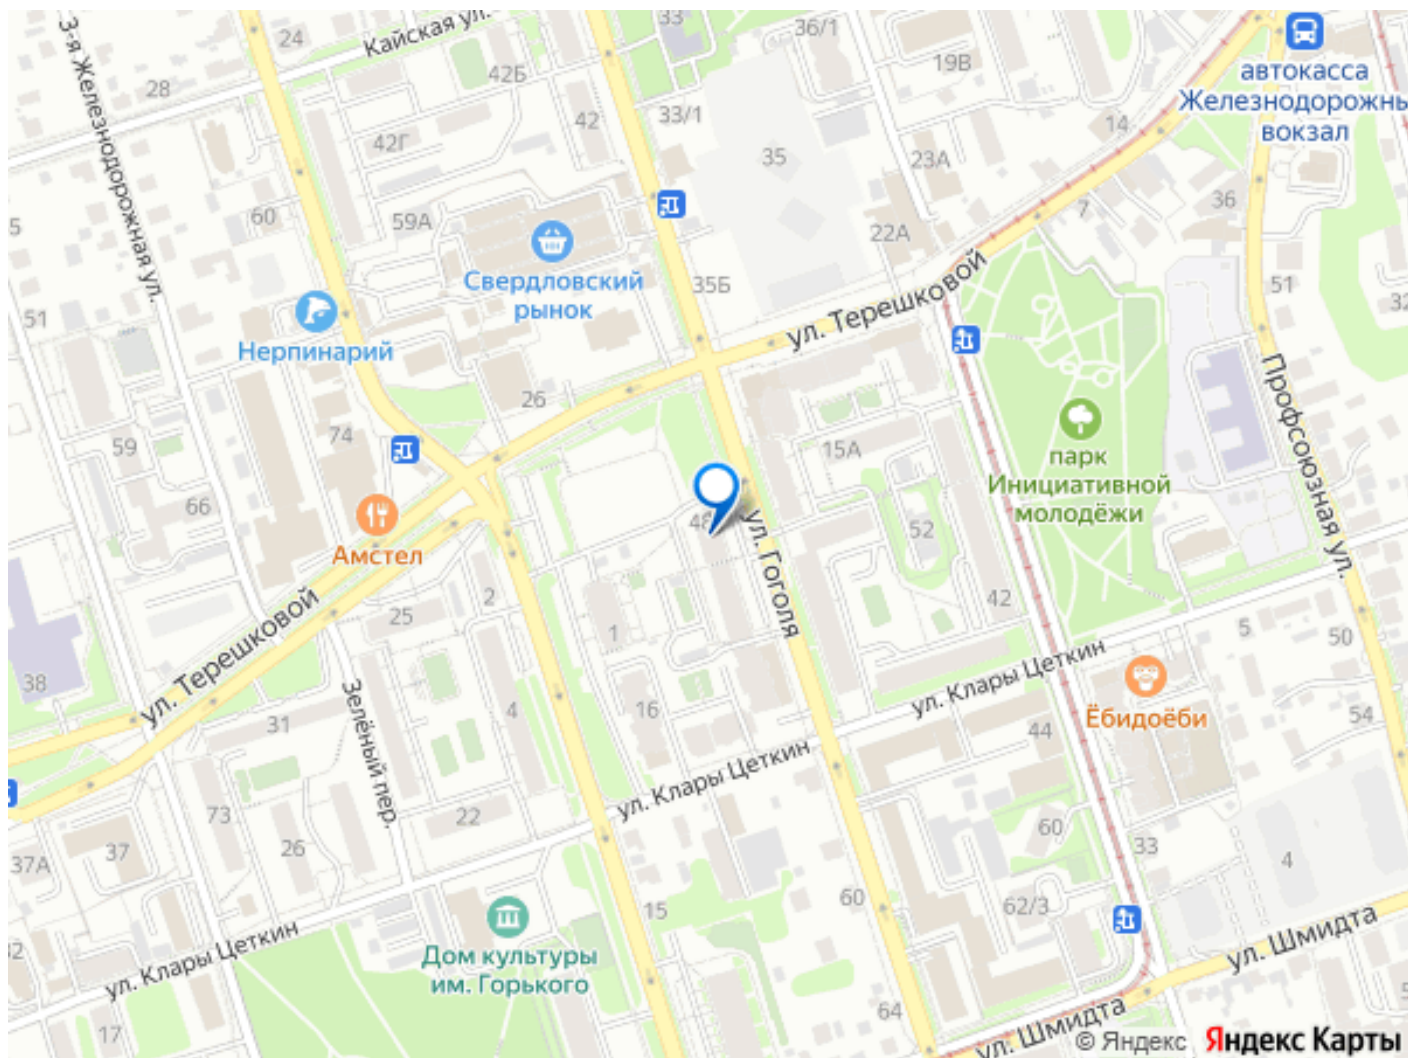 33
36/1
24
Кайская ул.
3-я Железнодорожная ул.
42Б
19В
автокасса
Железнодорожны
вокзал
28
33/1
42
14
42Г
35
23А
60
59А
7
36
5
22А
Свердловский
рынок
35Б
51
32
51
ул. Терешковой
Нерпинарий
26
Профсоюзная ул.
59
74
15А
парк
Инициативной
молодёжи
66
48
ул. Гоголя
52
Амстел
2
42
25
1
5
50
ул. Терешковой
38
Зелёный пер.
ул. Клары Цеткин
31
4
16
44
Ёбидоёби
54
ул. Клары Цеткин
73
22
60
37А
37
26
33
4
15
60
62/3
Дом культуры
им. Горького
ул. Клары Цеткин
ул. Шмидта
17
64
ул. Шмидта
© Яндекс Яндекс Карты